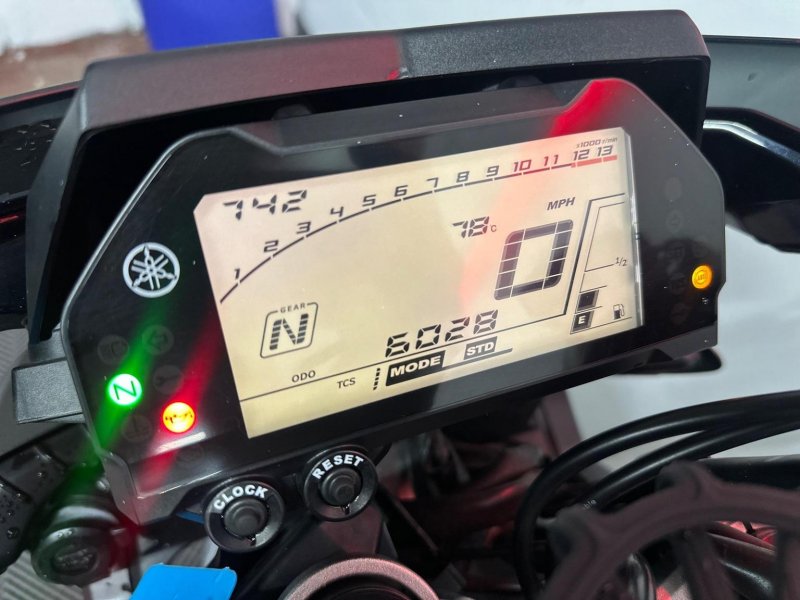 742
1 2 3 4 5 6 7 8 9 10 11 12 13
x1000 r/min
78°C
MPH
0
1/2
GEAR
N
6028
E
ODO
TCS 1 MODE STD
N
CLOCK
RESET